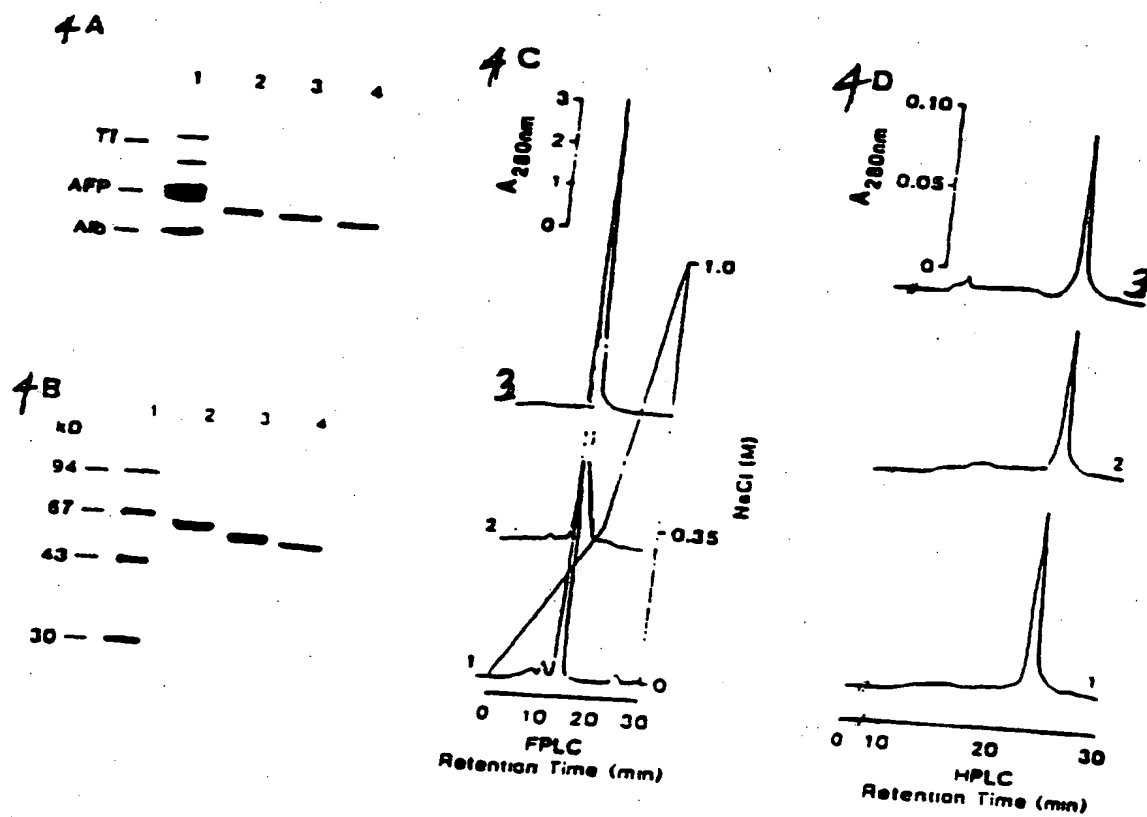 4A
1 2 3 4
TT
AFP
Alb
4B
kD
1 2 3 4
94
67
43
30
4C
3
2
1
0
A280nm
1.0
3
2
0.35
NaCl (M)
1
0
0 10 20 30
FPLC
Retention Time (min)
4D
0.10
0.05
0
A280nm
3
2
1
0 10 20 30
HPLC
Retention Time (min)